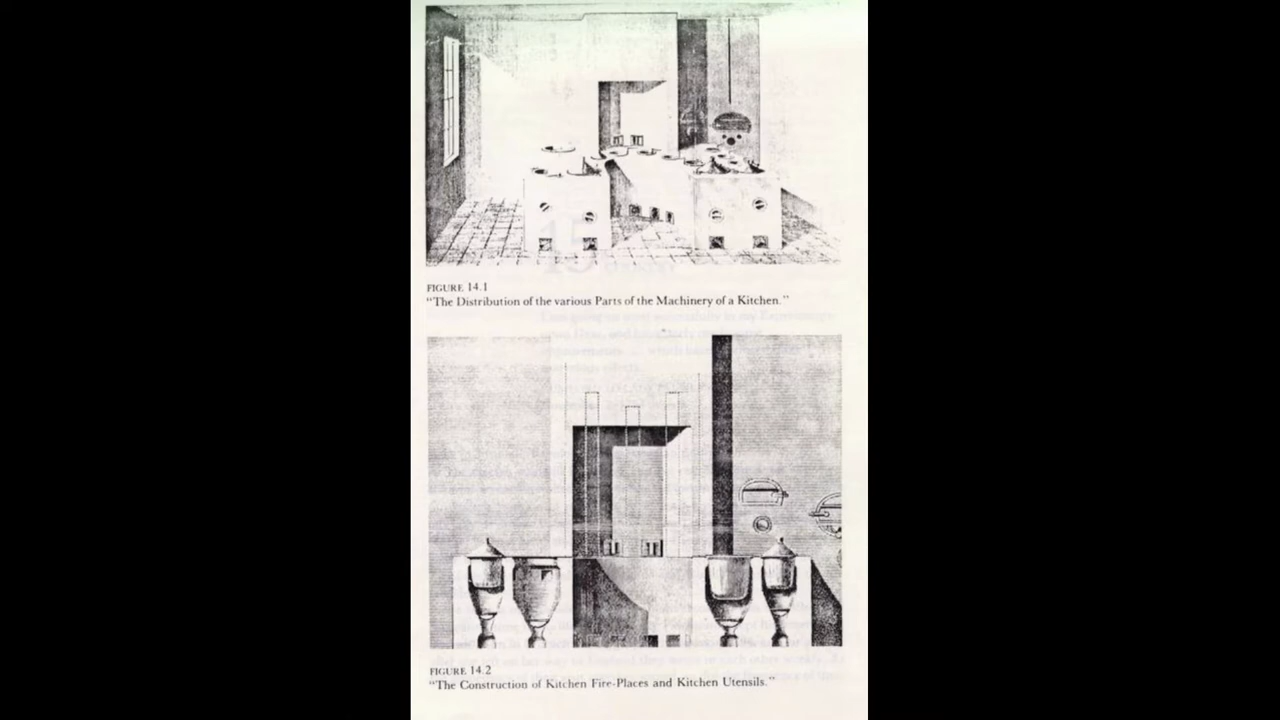 FIGURE 14.1
“The Distribution of the various Parts of the Machinery of a Kitchen.”
FIGURE 14.2
“The Construction of Kitchen Fire-Places and Kitchen Utensils.”